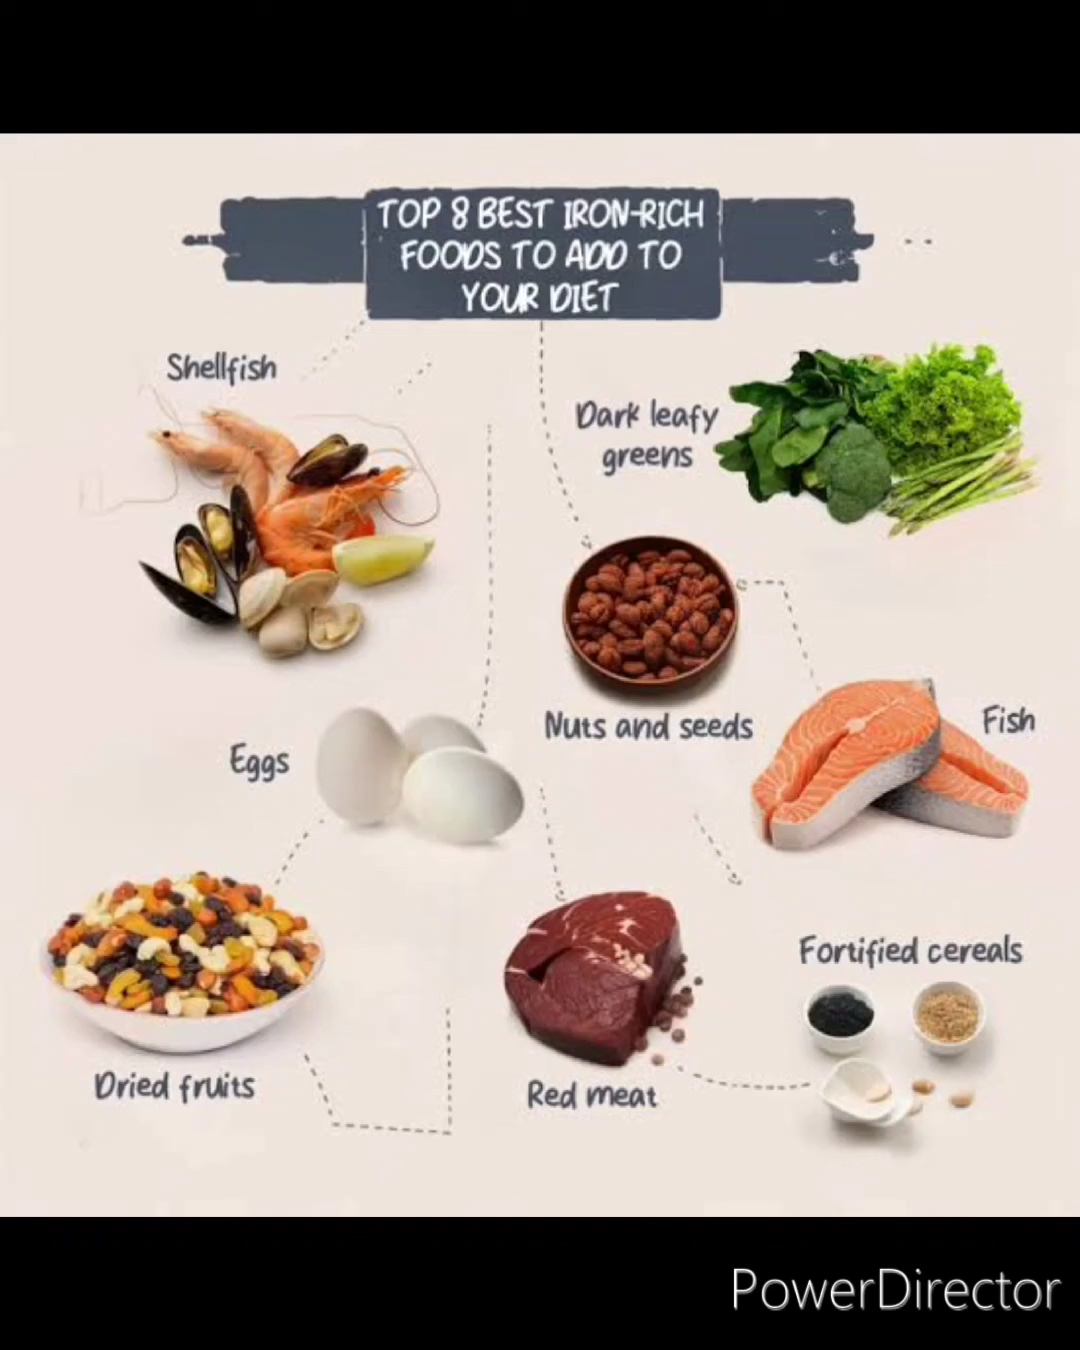 TOP 8 BEST IRON-RICH
FOODS TO ADD TO
YOUR DIET
Shellfish
Dark leafy
greens
Nuts and seeds
Fish
Eggs
Dried fruits
Red meat
Fortified cereals
PowerDirector